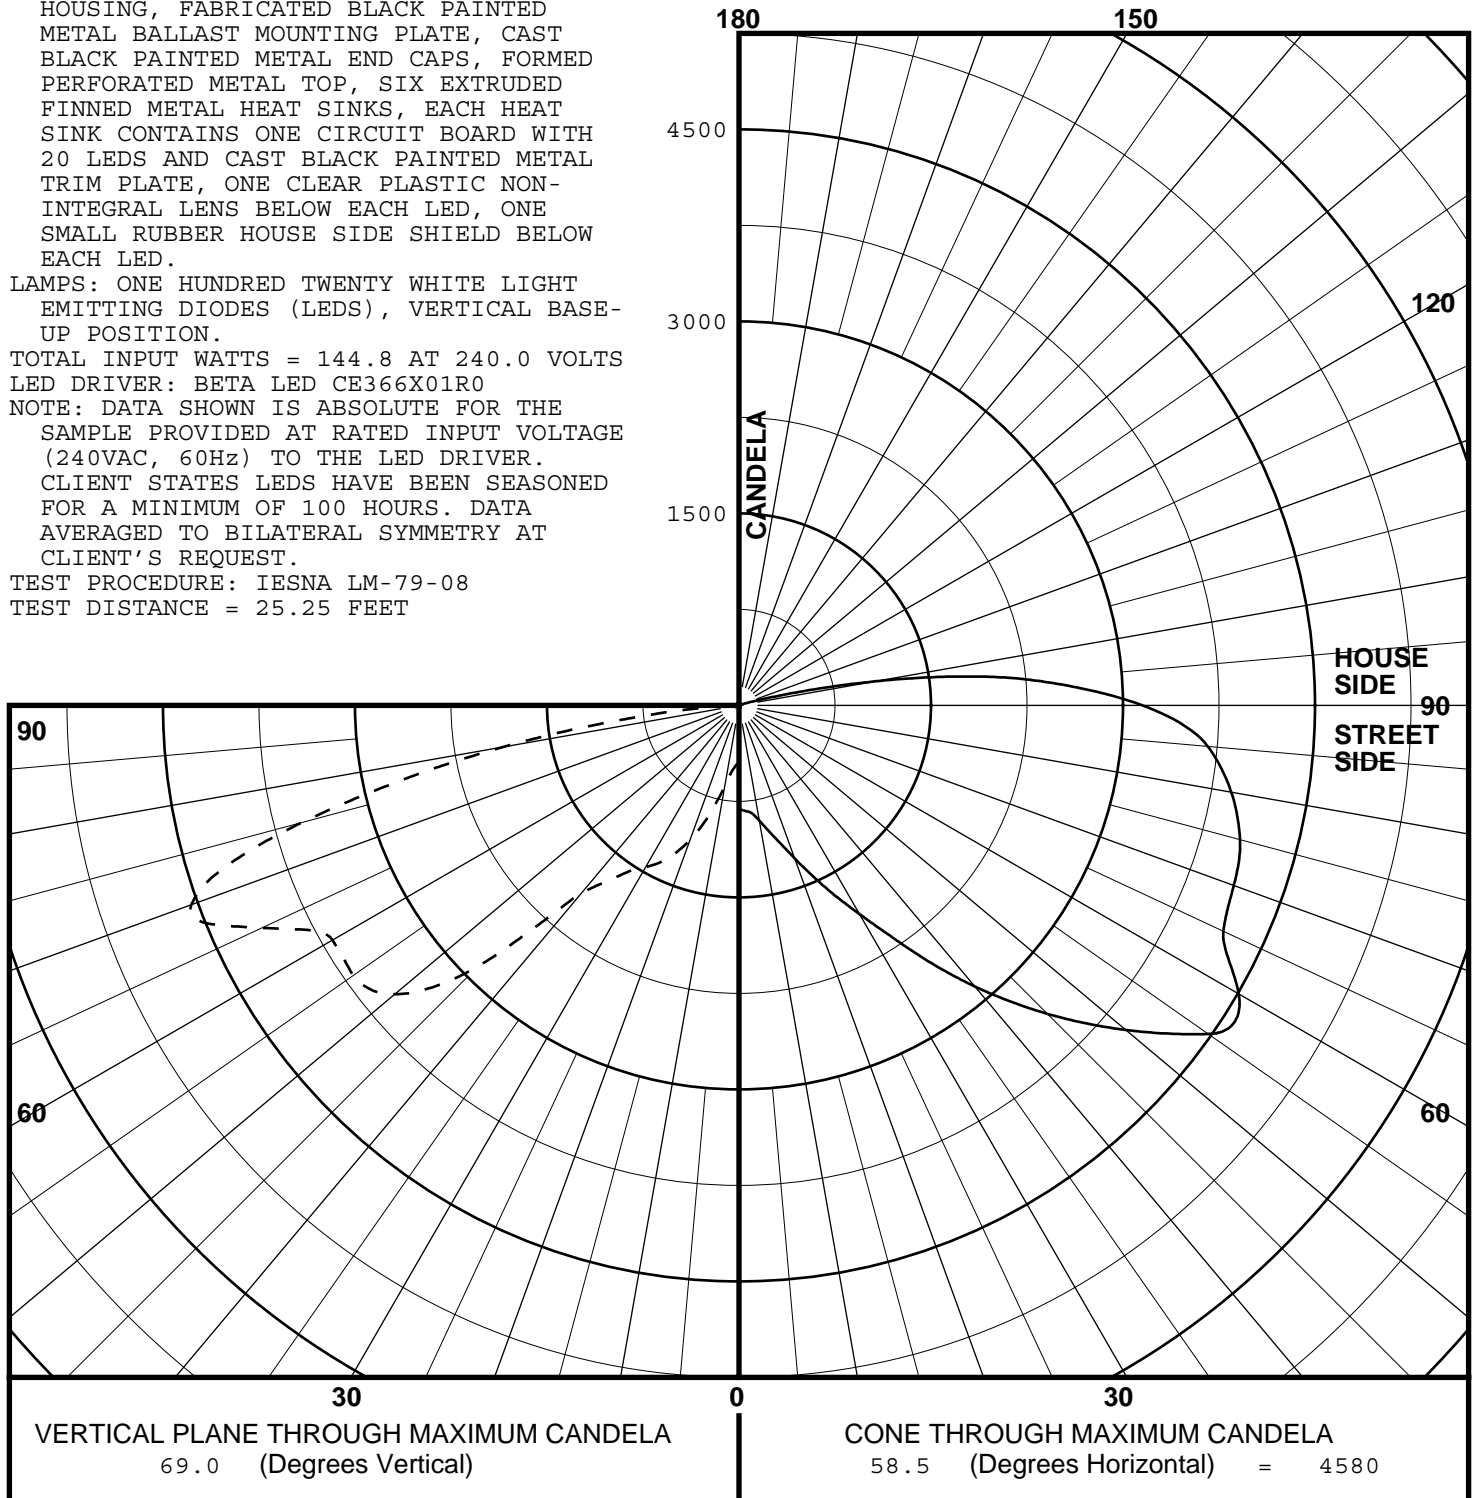 HOUSING, FABRICATED BLACK PAINTED
METAL BALLAST MOUNTING PLATE, CAST
BLACK PAINTED METAL END CAPS, FORMED
PERFORATED METAL TOP, SIX EXTRUDED
FINNED METAL HEAT SINKS, EACH HEAT
SINK CONTAINS ONE CIRCUIT BOARD WITH
20 LEDS AND CAST BLACK PAINTED METAL
TRIM PLATE, ONE CLEAR PLASTIC NON-
INTEGRAL LENS BELOW EACH LED, ONE
SMALL RUBBER HOUSE SIDE SHIELD BELOW
EACH LED.
LAMPS: ONE HUNDRED TWENTY WHITE LIGHT
EMITTING DIODES (LEDS), VERTICAL BASE-
UP POSITION.
TOTAL INPUT WATTS = 144.8 AT 240.0 VOLTS
LED DRIVER: BETA LED CE366X01R0
NOTE: DATA SHOWN IS ABSOLUTE FOR THE
SAMPLE PROVIDED AT RATED INPUT VOLTAGE
(240VAC, 60Hz) TO THE LED DRIVER.
CLIENT STATES LEDS HAVE BEEN SEASONED
FOR A MINIMUM OF 100 HOURS. DATA
AVERAGED TO BILATERAL SYMMETRY AT
CLIENT'S REQUEST.
TEST PROCEDURE: IESNA LM-79-08
TEST DISTANCE = 25.25 FEET
180
150
4500
120
3000
CANDELA
1500
HOUSE
SIDE
90
STREET
SIDE
90
60
60
30
0
30
VERTICAL PLANE THROUGH MAXIMUM CANDELA
69.0 (Degrees Vertical)
CONE THROUGH MAXIMUM CANDELA
58.5 (Degrees Horizontal) = 4580